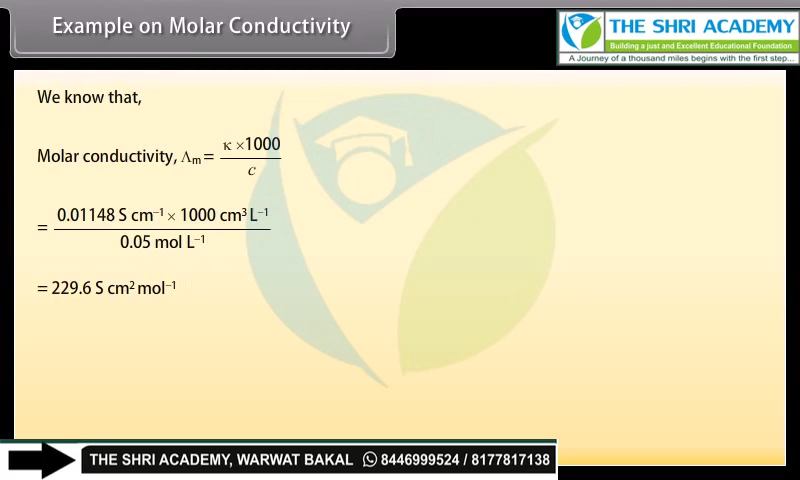 Example on Molar Conductivity
THE SHRI ACADEMY
Building a just and Excellent Educational Foundation
A Journey of a thousand miles begins with the first step...
We know that,
Molar conductivity, Λm = κ ×1000 / c
= 0.01148 S cm⁻¹ × 1000 cm³ L⁻¹ / 0.05 mol L⁻¹
= 229.6 S cm² mol⁻¹
THE SHRI ACADEMY, WARWAT BAKAL 8446999524 / 8177817138